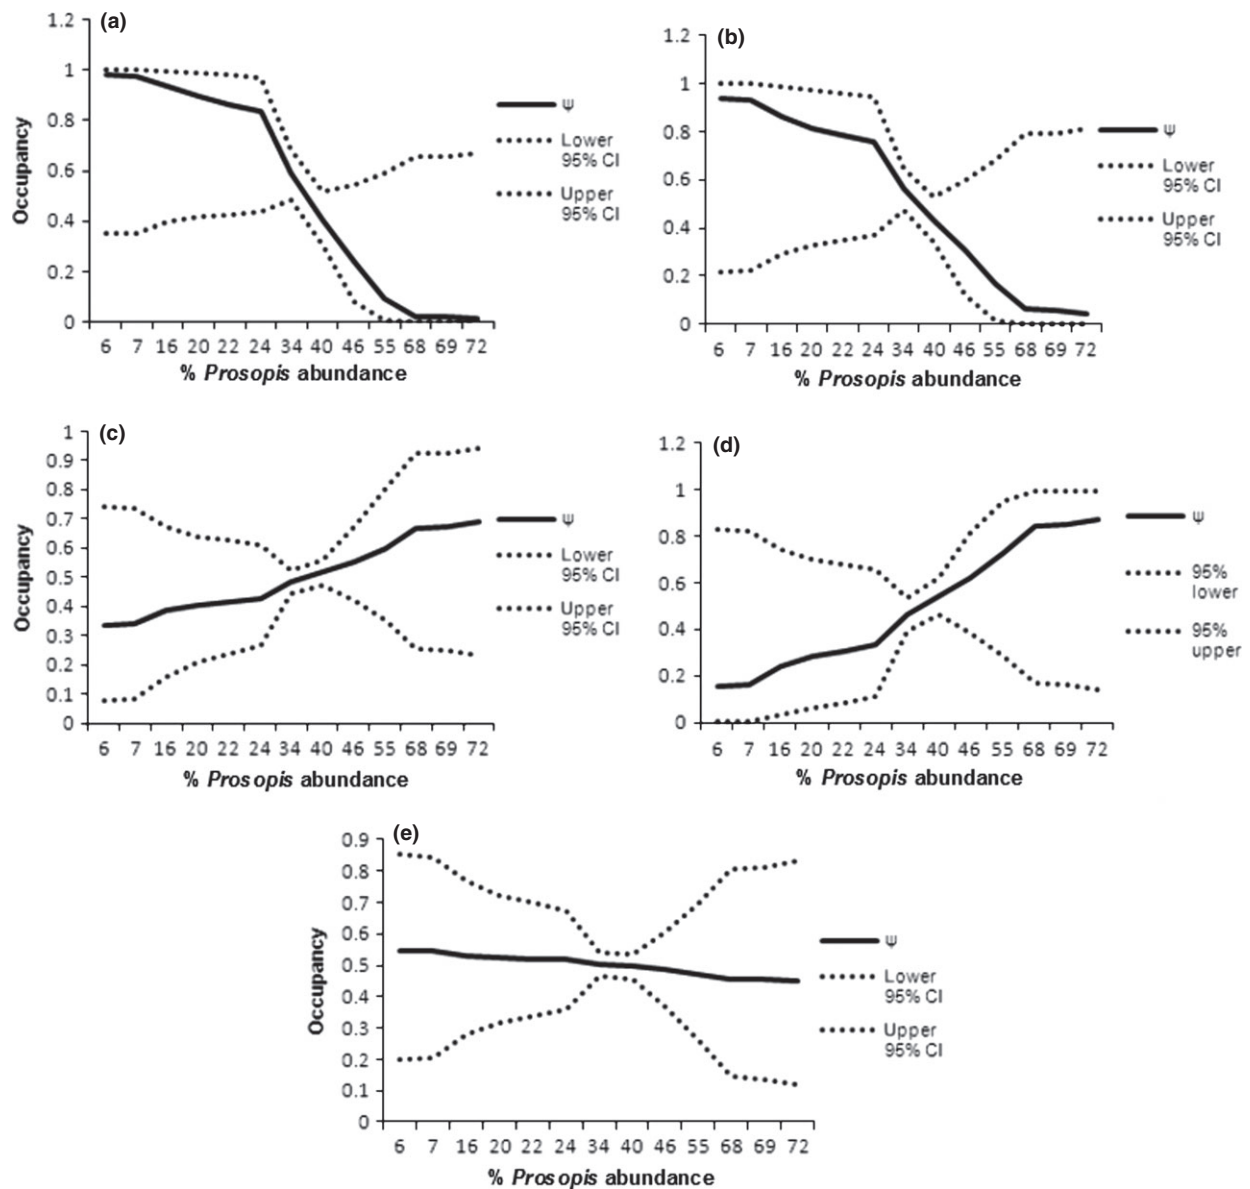 (a)
1.2
1
0.8
0.6
0.4
0.2
0
Occupancy
6 7 16 20 22 24 34 40 46 55 68 69 72
% Prosopis abundance
ψ
Lower
95% CI
Upper
95% CI
(b)
1.2
1
0.8
0.6
0.4
0.2
0
6 7 16 20 22 24 34 40 46 55 68 69 72
% Prosopis abundance
ψ
Lower
95% CI
Upper
95% CI
(c)
1
0.9
0.8
0.7
0.6
0.5
0.4
0.3
0.2
0.1
0
Occupancy
6 7 16 20 22 24 34 40 46 55 68 69 72
% Prosopis abundance
ψ
Lower
95% CI
Upper
95% CI
(d)
1.2
1
0.8
0.6
0.4
0.2
0
6 7 16 20 22 24 34 40 46 55 68 69 72
% Prosopis abundance
ψ
95%
lower
95%
upper
(e)
0.9
0.8
0.7
0.6
0.5
0.4
0.3
0.2
0.1
0
Occupancy
6 7 16 20 22 24 34 40 46 55 68 69 72
% Prosopis abundance
ψ
Lower
95% CI
Upper
95% CI